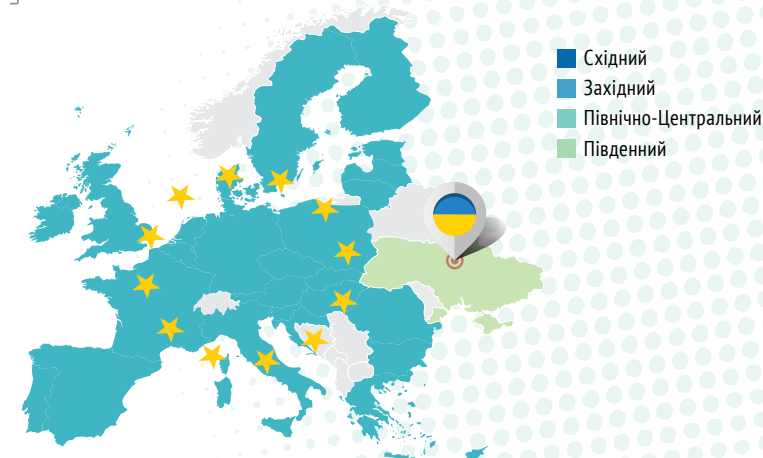 Східний
Західний
Північно-Центральний
Південний